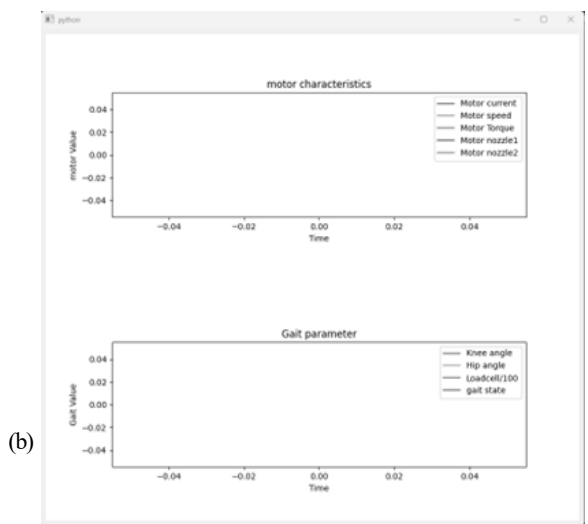 python
motor characteristics
0.04
0.02
0.00
−0.02
−0.04
motor Value
Motor current
Motor speed
Motor Torque
Motor nozzle1
Motor nozzle2
−0.04 −0.02 0.00 0.02 0.04
Time
Gait parameter
0.04
0.02
0.00
−0.02
−0.04
Gait Value
Knee angle
Hip angle
Loadcell/100
gait state
−0.04 −0.02 0.00 0.02 0.04
Time
(b)